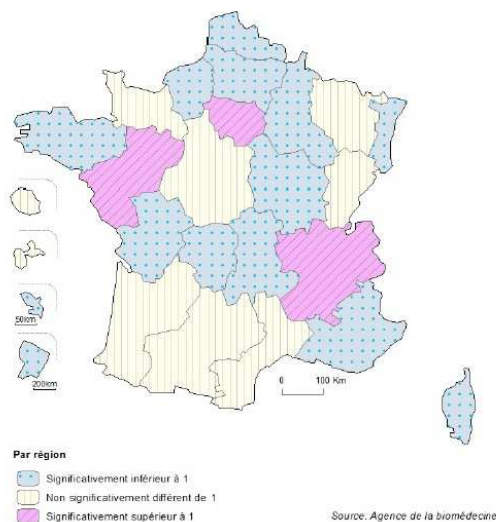 50km
200km
0 100 Km
Par région
Significativement inférieur à 1
Non significativement différent de 1
Significativement supérieur à 1
Source. Agence de la biomédecine